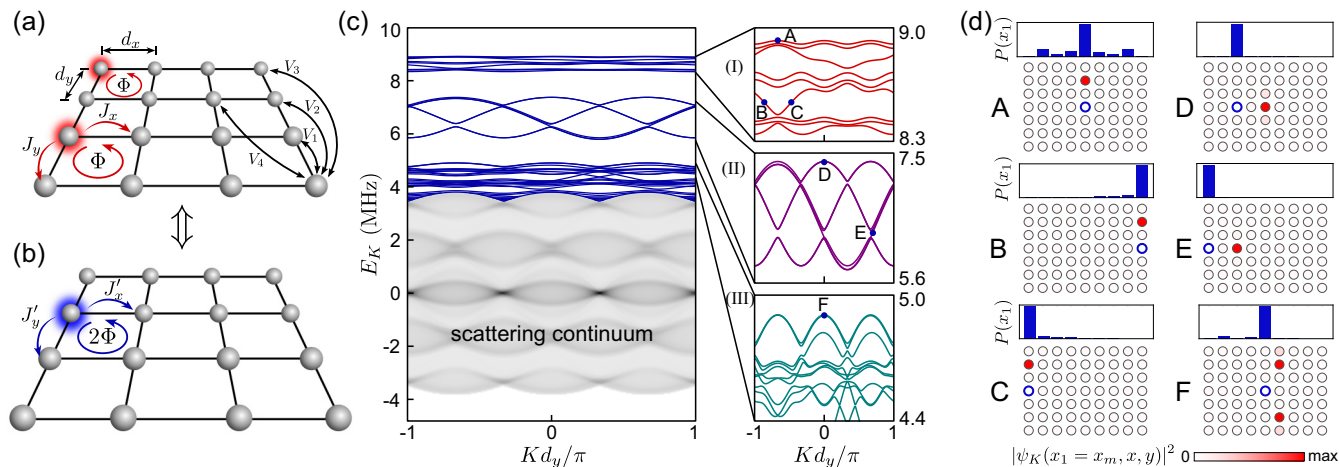 (a)
d_x
d_y
Φ
J_x
J_y
Φ
V_3
V_2
V_1
V_4
(b)
J'_x
J'_y
2Φ
(c)
10
8
6
4
2
0
-2
-4
E_K (MHz)
scattering continuum
-1 0 1
Kd_y/π
(I)
A
B
C
9.0
8.3
(II)
D
E
7.5
5.6
(III)
F
5.0
4.4
-1 0 1
Kd_y/π
(d)
P(x_1)
A
D
P(x_1)
B
E
P(x_1)
C
F
|ψ_K(x_1 = x_m, x, y)|^2 0 max